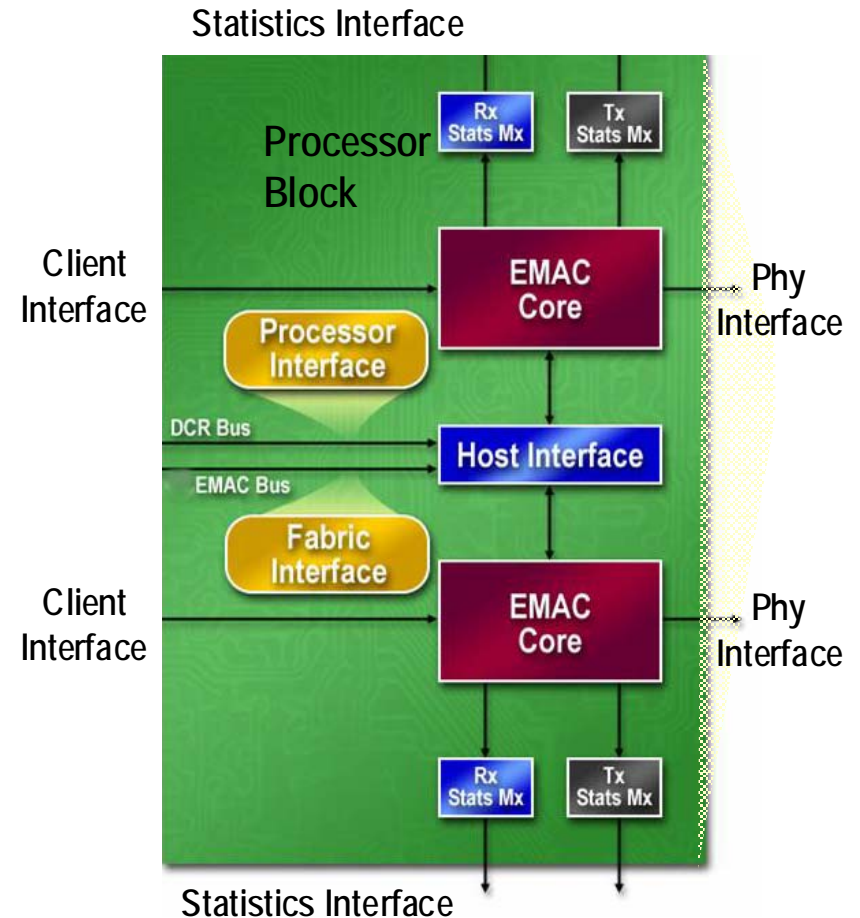 Statistics Interface
Rx
Stats Mx
Tx
Stats Mx
Processor
Block
Client
Interface
EMAC
Core
Phy
Interface
Processor
Interface
DCR Bus
Host Interface
EMAC Bus
Fabric
Interface
Client
Interface
EMAC
Core
Phy
Interface
Rx
Stats Mx
Tx
Stats Mx
Statistics Interface